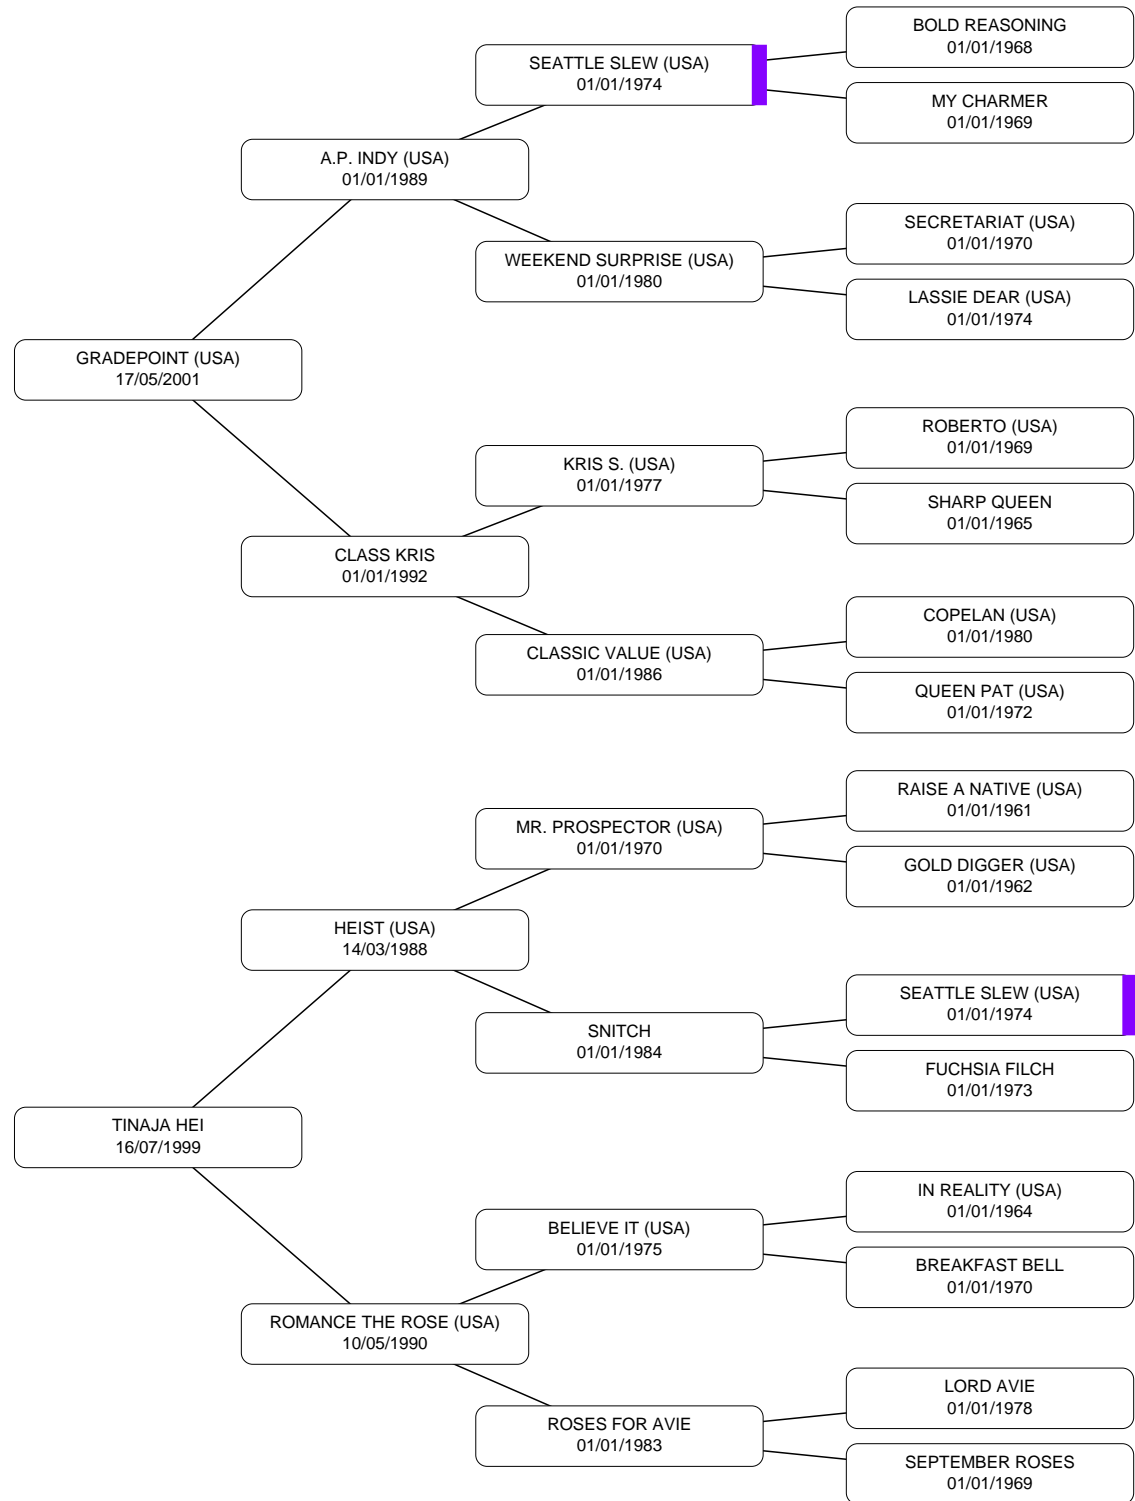 BOLD REASONING
01/01/1968
SEATTLE SLEW (USA)
01/01/1974
MY CHARMER
01/01/1969
A.P. INDY (USA)
01/01/1989
SECRETARIAT (USA)
01/01/1970
WEEKEND SURPRISE (USA)
01/01/1980
LASSIE DEAR (USA)
01/01/1974
GRADEPOINT (USA)
17/05/2001
ROBERTO (USA)
01/01/1969
KRIS S. (USA)
01/01/1977
SHARP QUEEN
01/01/1965
CLASS KRIS
01/01/1992
COPELAN (USA)
01/01/1980
CLASSIC VALUE (USA)
01/01/1986
QUEEN PAT (USA)
01/01/1972
RAISE A NATIVE (USA)
01/01/1961
MR. PROSPECTOR (USA)
01/01/1970
GOLD DIGGER (USA)
01/01/1962
HEIST (USA)
14/03/1988
SEATTLE SLEW (USA)
01/01/1974
SNITCH
01/01/1984
FUCHSIA FILCH
01/01/1973
TINAJA HEI
16/07/1999
IN REALITY (USA)
01/01/1964
BELIEVE IT (USA)
01/01/1975
BREAKFAST BELL
01/01/1970
ROMANCE THE ROSE (USA)
10/05/1990
LORD AVIE
01/01/1978
ROSES FOR AVIE
01/01/1983
SEPTEMBER ROSES
01/01/1969